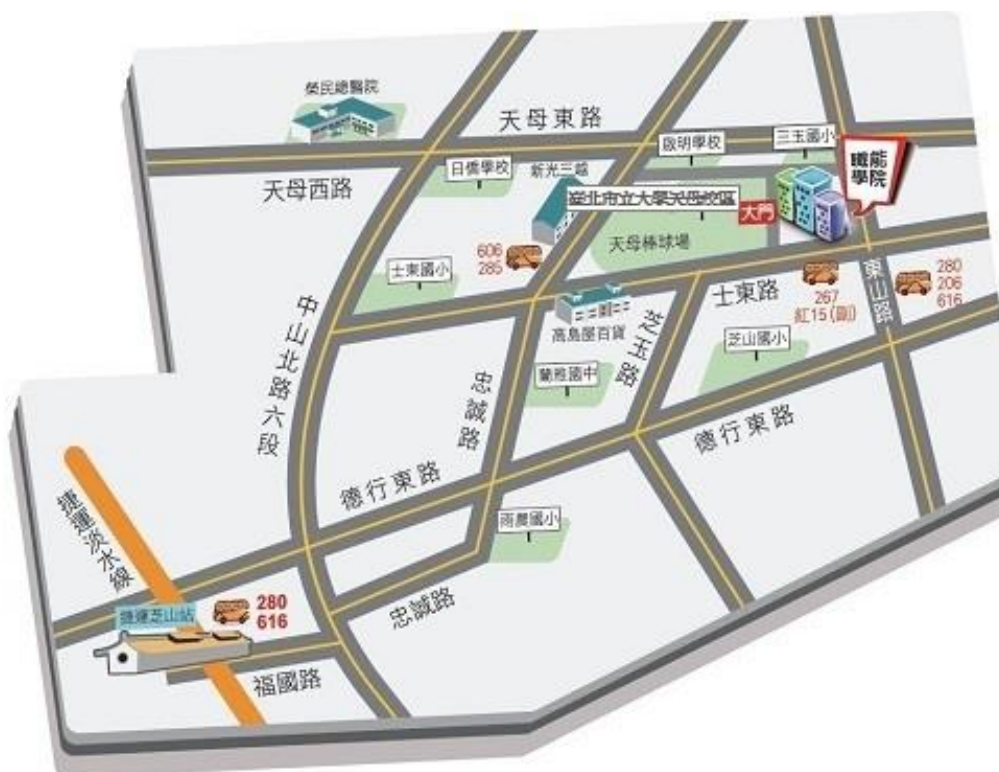 榮民總醫院
天母東路
啟明學校
三玉國小
職能
學院
天母西路
日僑學校
新光三越
臺北市立大學天母校區
大門
天母棒球場
606
285
士東國小
士東路
267
紅15(副)
東山路
280
206
616
中山北路六段
高島屋百貨
芝玉路
芝山國小
蘭雅國中
忠誠路
德行東路
德行東路
雨農國小
捷運淡水線
捷運芝山站
280
616
忠誠路
福國路